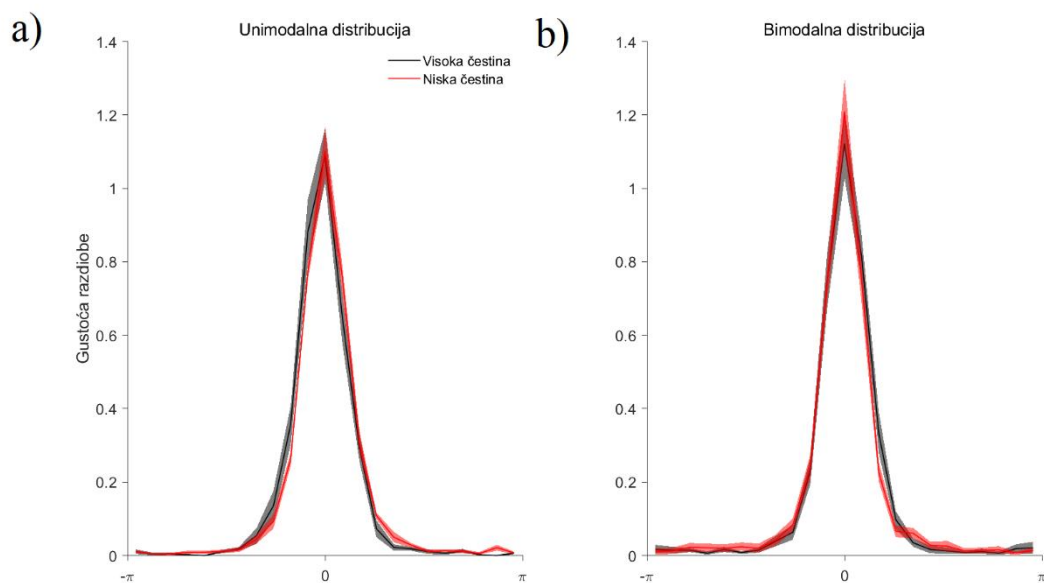 a)
Unimodalna distribucija
1.4
1.2
1
0.8
0.6
0.4
0.2
0
Gustoća razdiobe
Visoka čestina
Niska čestina
-π
0
π
b)
Bimodalna distribucija
1.4
1.2
1
0.8
0.6
0.4
0.2
0
-π
0
π